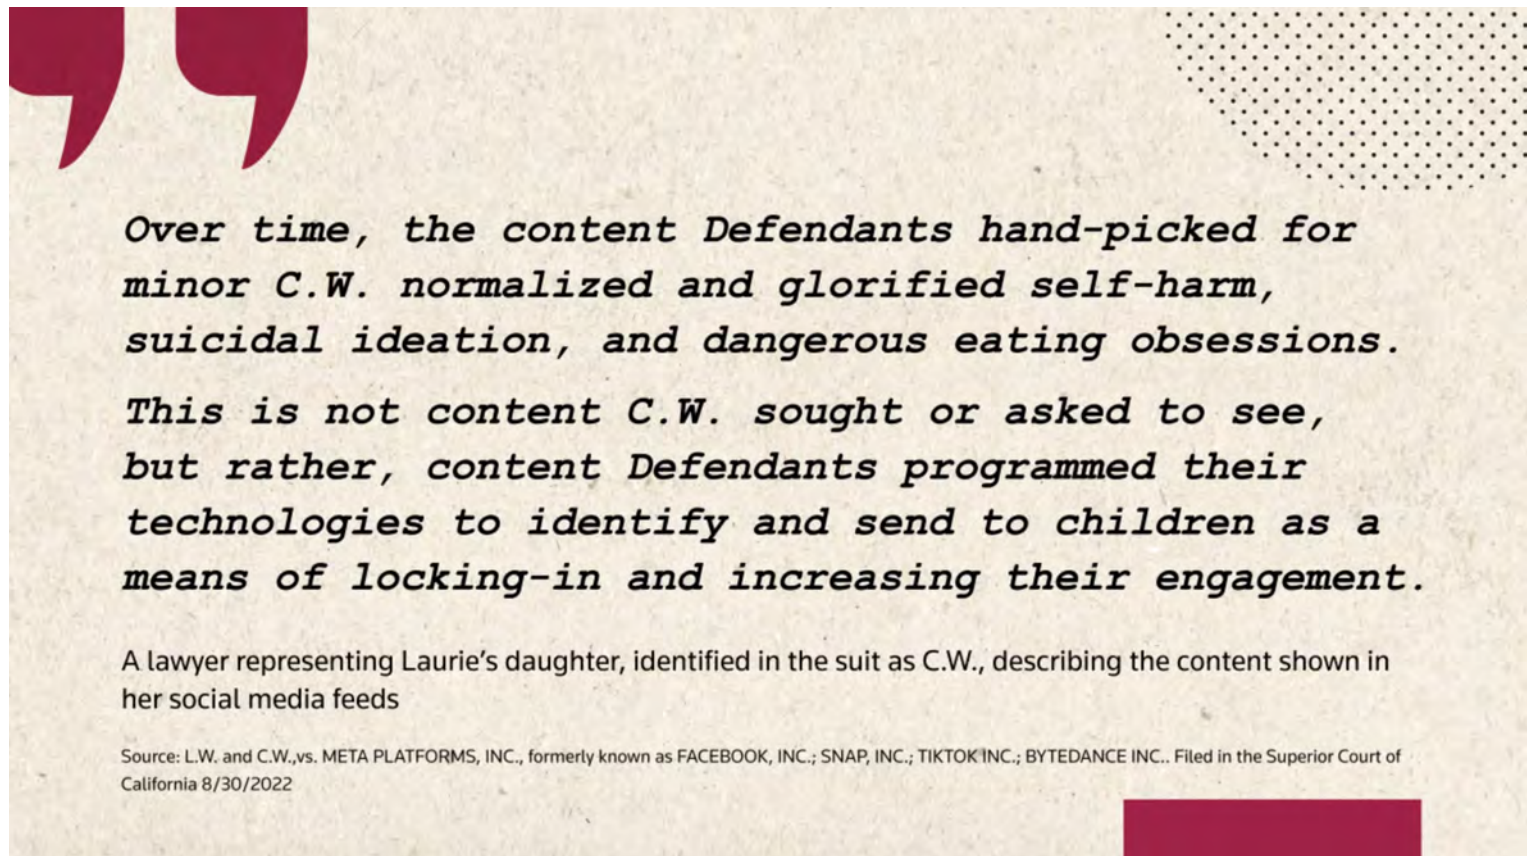 Over time, the content Defendants hand-picked for
minor C.W. normalized and glorified self-harm,
suicidal ideation, and dangerous eating obsessions.
This is not content C.W. sought or asked to see,
but rather, content Defendants programmed their
technologies to identify and send to children as a
means of locking-in and increasing their engagement.
A lawyer representing Laurie's daughter, identified in the suit as C.W., describing the content shown in
her social media feeds
Source: L.W. and C.W.,vs. META PLATFORMS, INC., formerly known as FACEBOOK, INC.; SNAP, INC.; TIKTOK INC.; BYTEDANCE INC.. Filed in the Superior Court of
California 8/30/2022